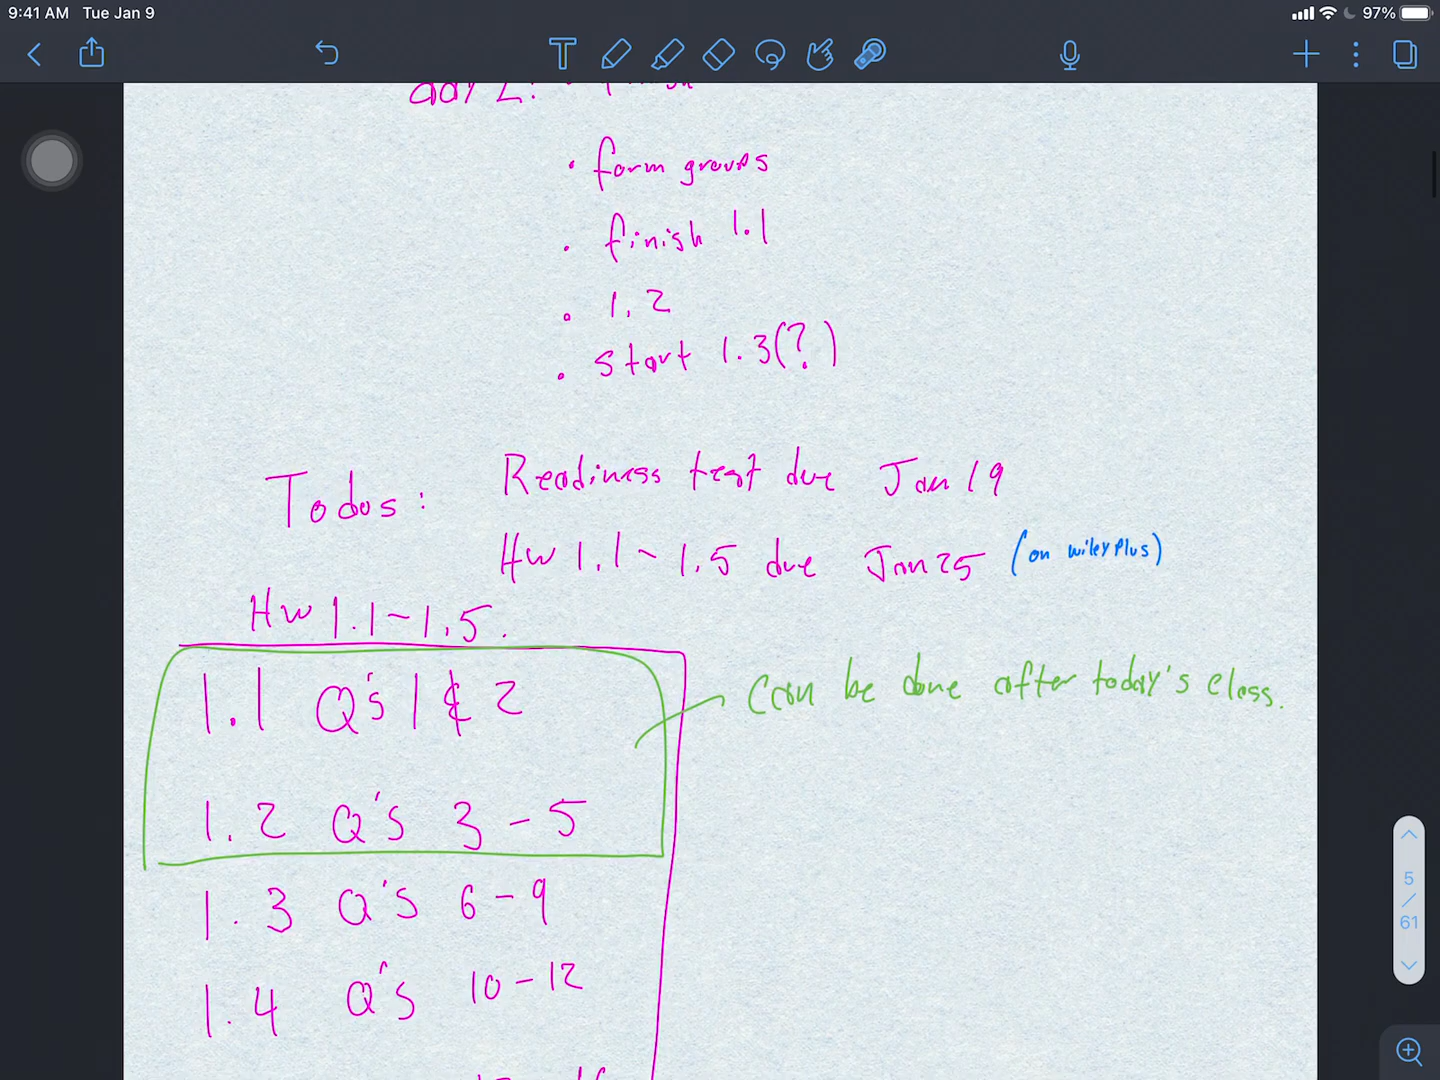 9:41 AM Tue Jan 9
97%
day 2:
• form groups
• finish 1.1
• 1.2
• start 1.3(?)
Todos:
Readiness test due Jan 19
HW 1.1~1.5 due Jan 25 (on wileyPlus)
HW 1.1~1.5.
1.1 Q's 1 & 2
can be done after today's class.
1.2 Q's 3-5
1.3 Q's 6-9
1.4 Q's 10-12
5
/
61